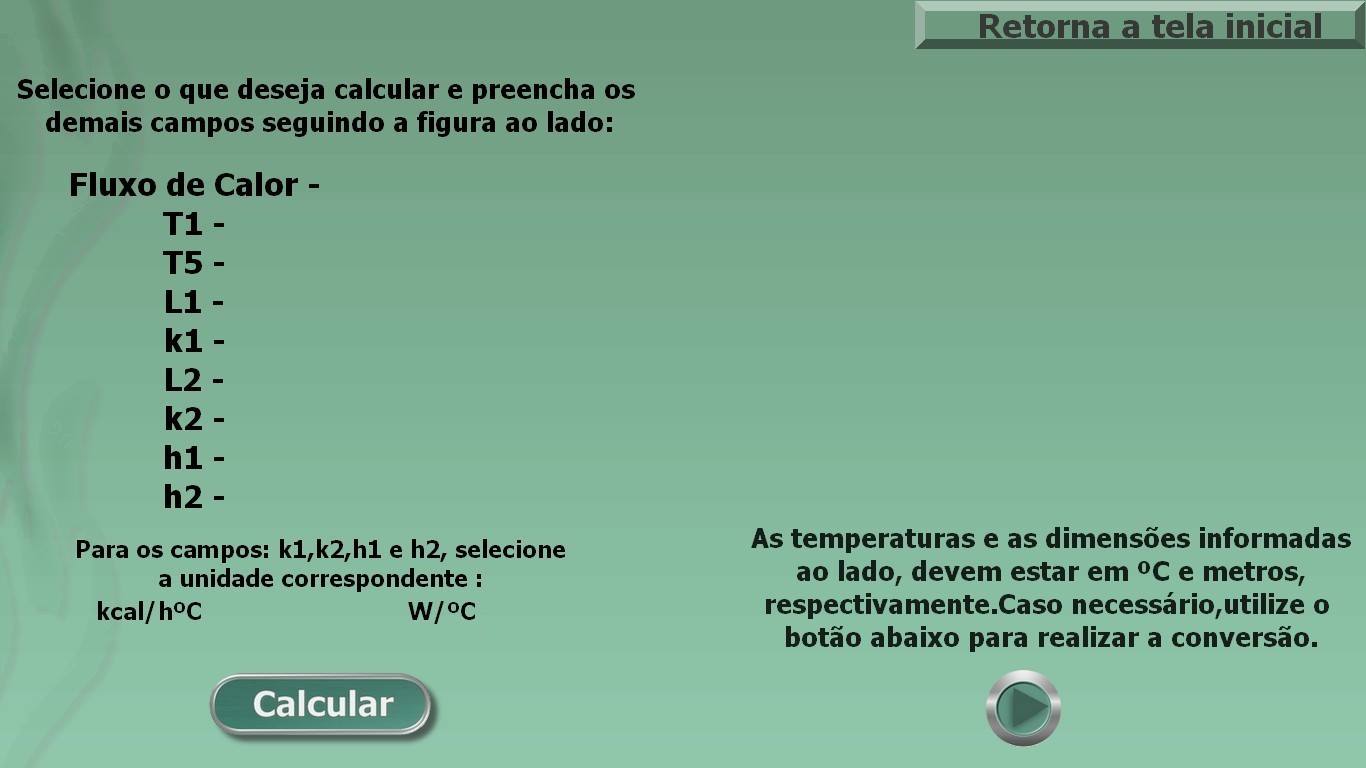 Retorna a tela inicial
Selecione o que deseja calcular e preencha os
demais campos seguindo a figura ao lado:
Fluxo de Calor -
T1 -
T5 -
L1 -
k1 -
L2 -
k2 -
h1 -
h2 -
Para os campos: k1,k2,h1 e h2, selecione
a unidade correspondente :
kcal/hºC
W/ºC
Calcular
As temperaturas e as dimensões informadas
ao lado, devem estar em ºC e metros,
respectivamente.Caso necessário,utilize o
botão abaixo para realizar a conversão.